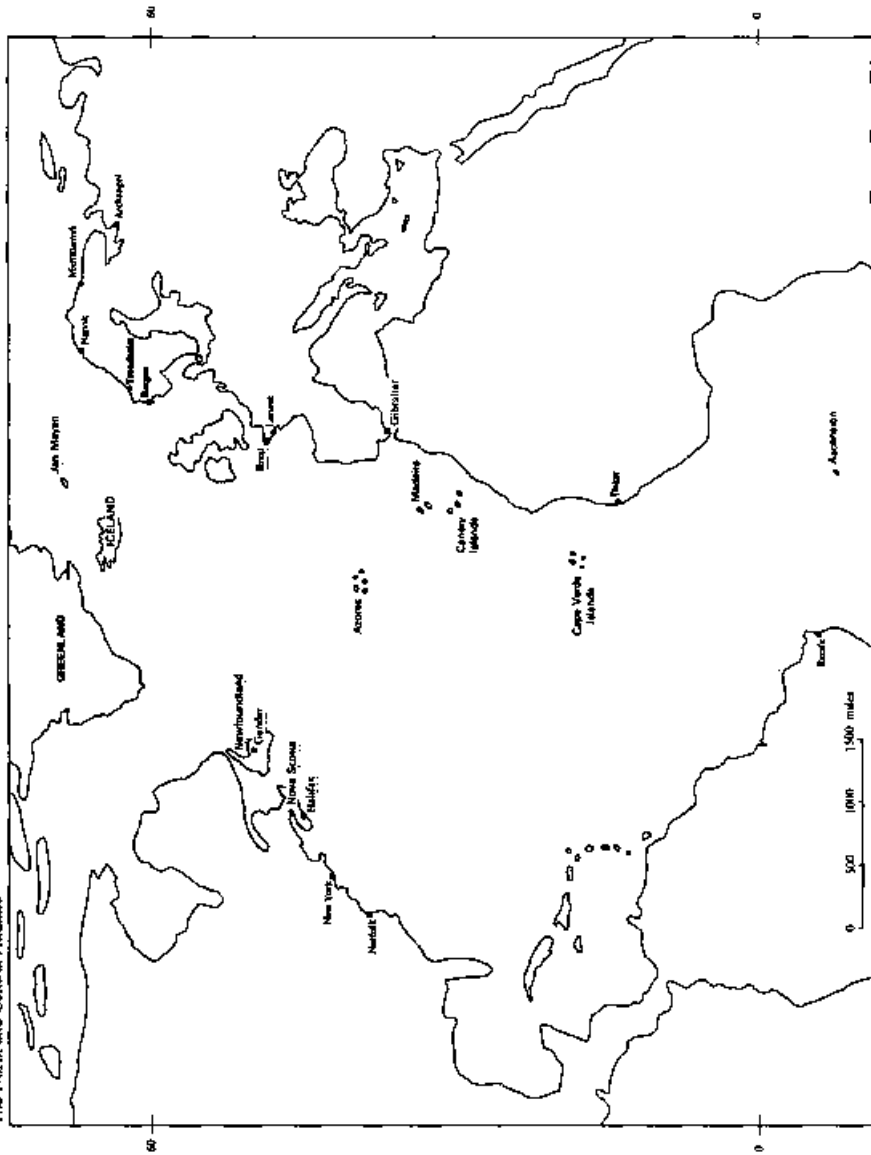 60
0
Archangel
Murmansk
Narvik
Trondheim
Bergen
Jan Mayen
ICELAND
GREENLAND
Brest
Lorient
Gibraltar
Madeira
Canary
Islands
Azores
Dakar
Cape Verde
Islands
Ascension
Newfoundland
Gander
Nova Scotia
Halifax
New York
Norfolk
Recife
0
500
1000
1500 miles
60
0